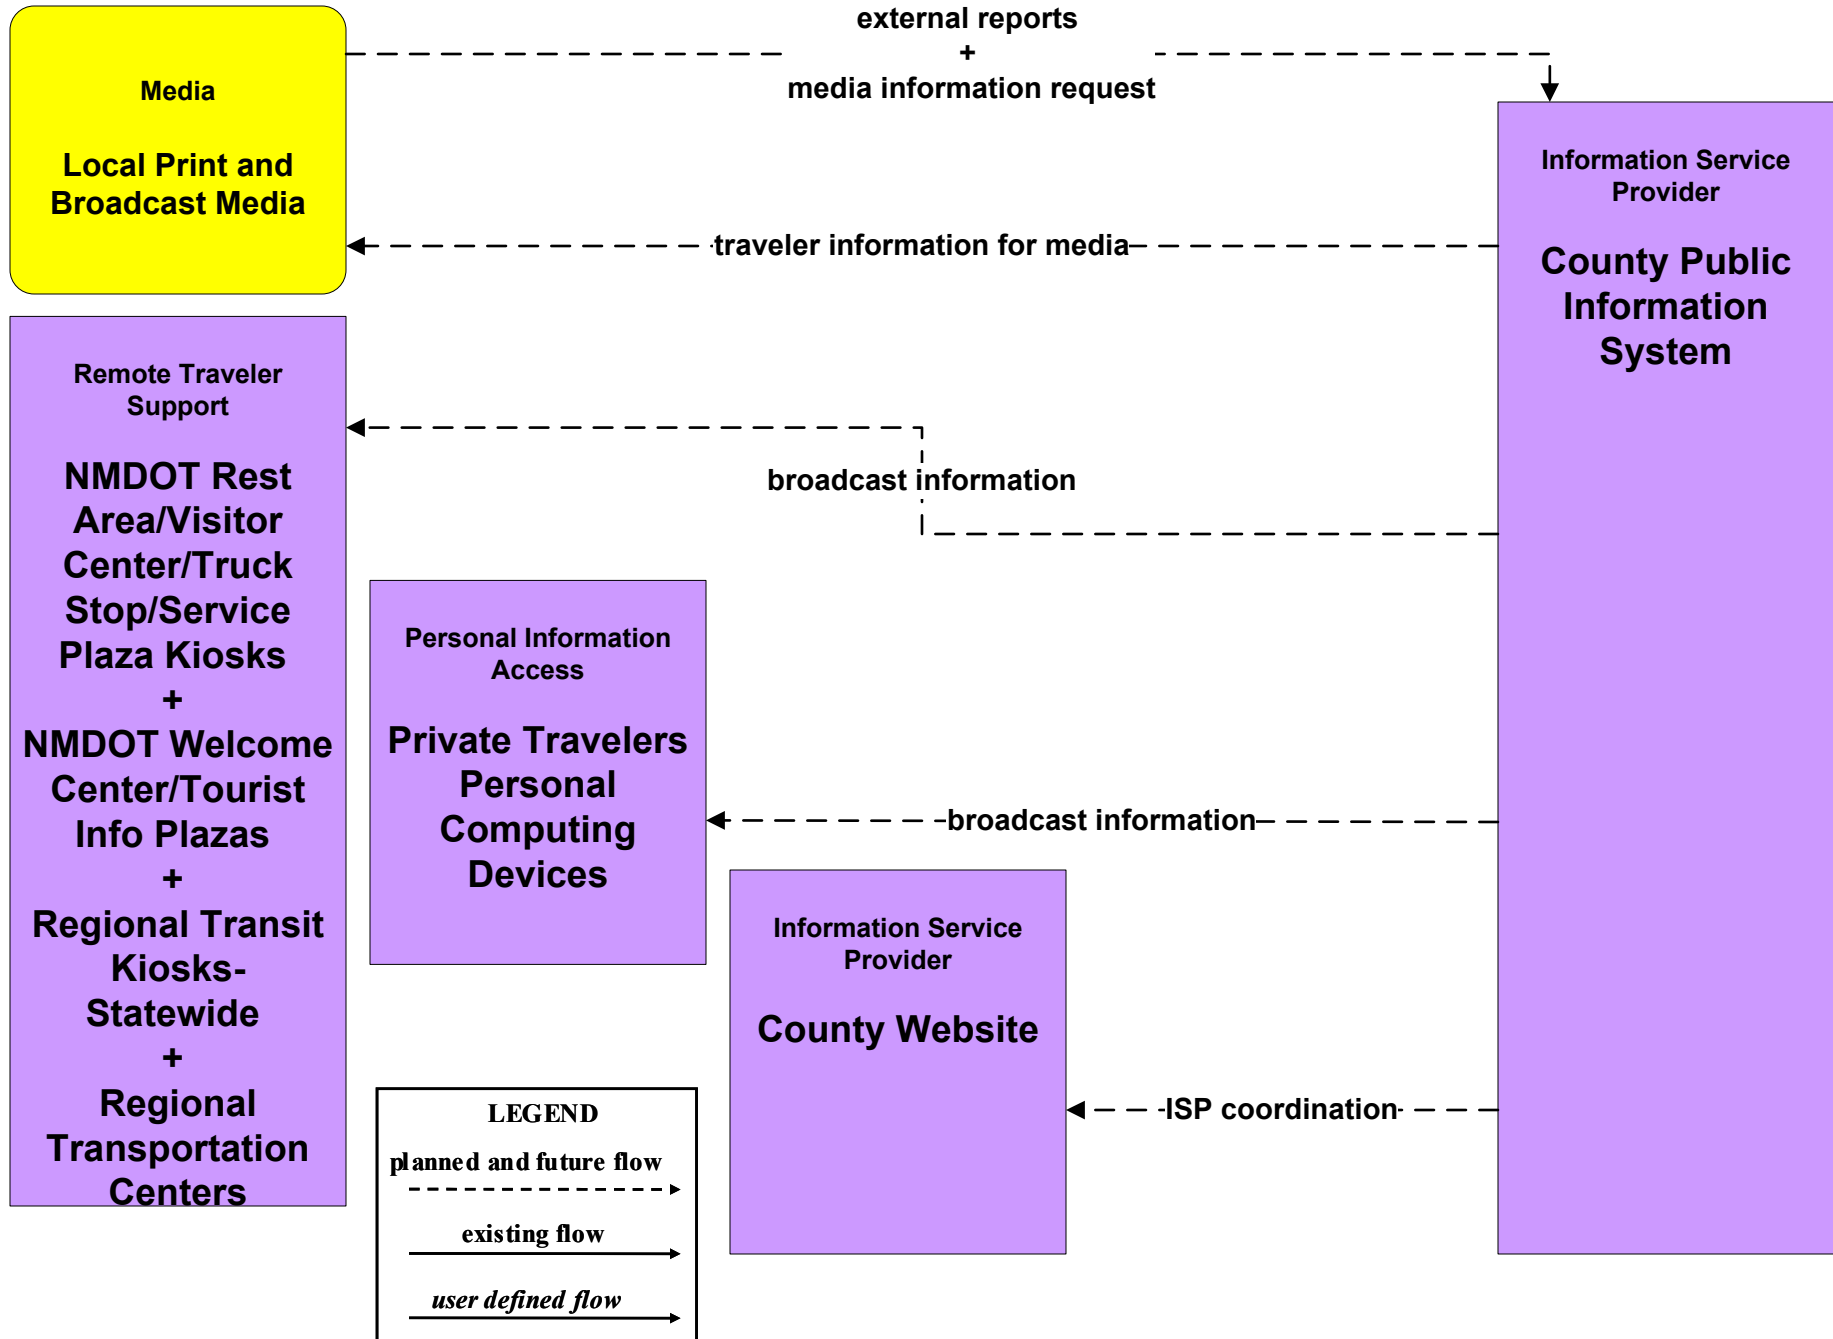 external reports
+
media information request
Media
Local Print and
Broadcast Media
Information Service
Provider
County Public
Information
System
traveler information for media
Remote Traveler
Support
NMDOT Rest
Area/Visitor
Center/Truck
Stop/Service
Plaza Kiosks
+
NMDOT Welcome
Center/Tourist
Info Plazas
+
Regional Transit
Kiosks-
Statewide
+
Regional
Transportation
Centers
broadcast information
Personal Information
Access
Private Travelers
Personal
Computing
Devices
broadcast information
Information Service
Provider
County Website
ISP coordination
LEGEND
planned and future flow
existing flow
user defined flow